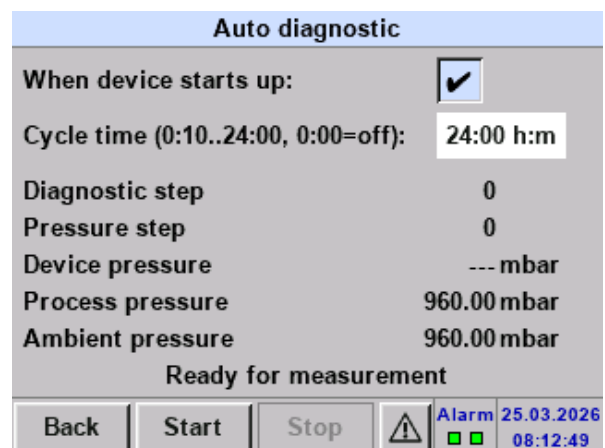 Auto diagnostic
When device starts up: ✔
Cycle time (0:10..24:00, 0:00=off): 24:00 h:m
Diagnostic step 0
Pressure step 0
Device pressure --- mbar
Process pressure 960.00 mbar
Ambient pressure 960.00 mbar
Ready for measurement
Back Start Stop Alarm 25.03.2026
08:12:49